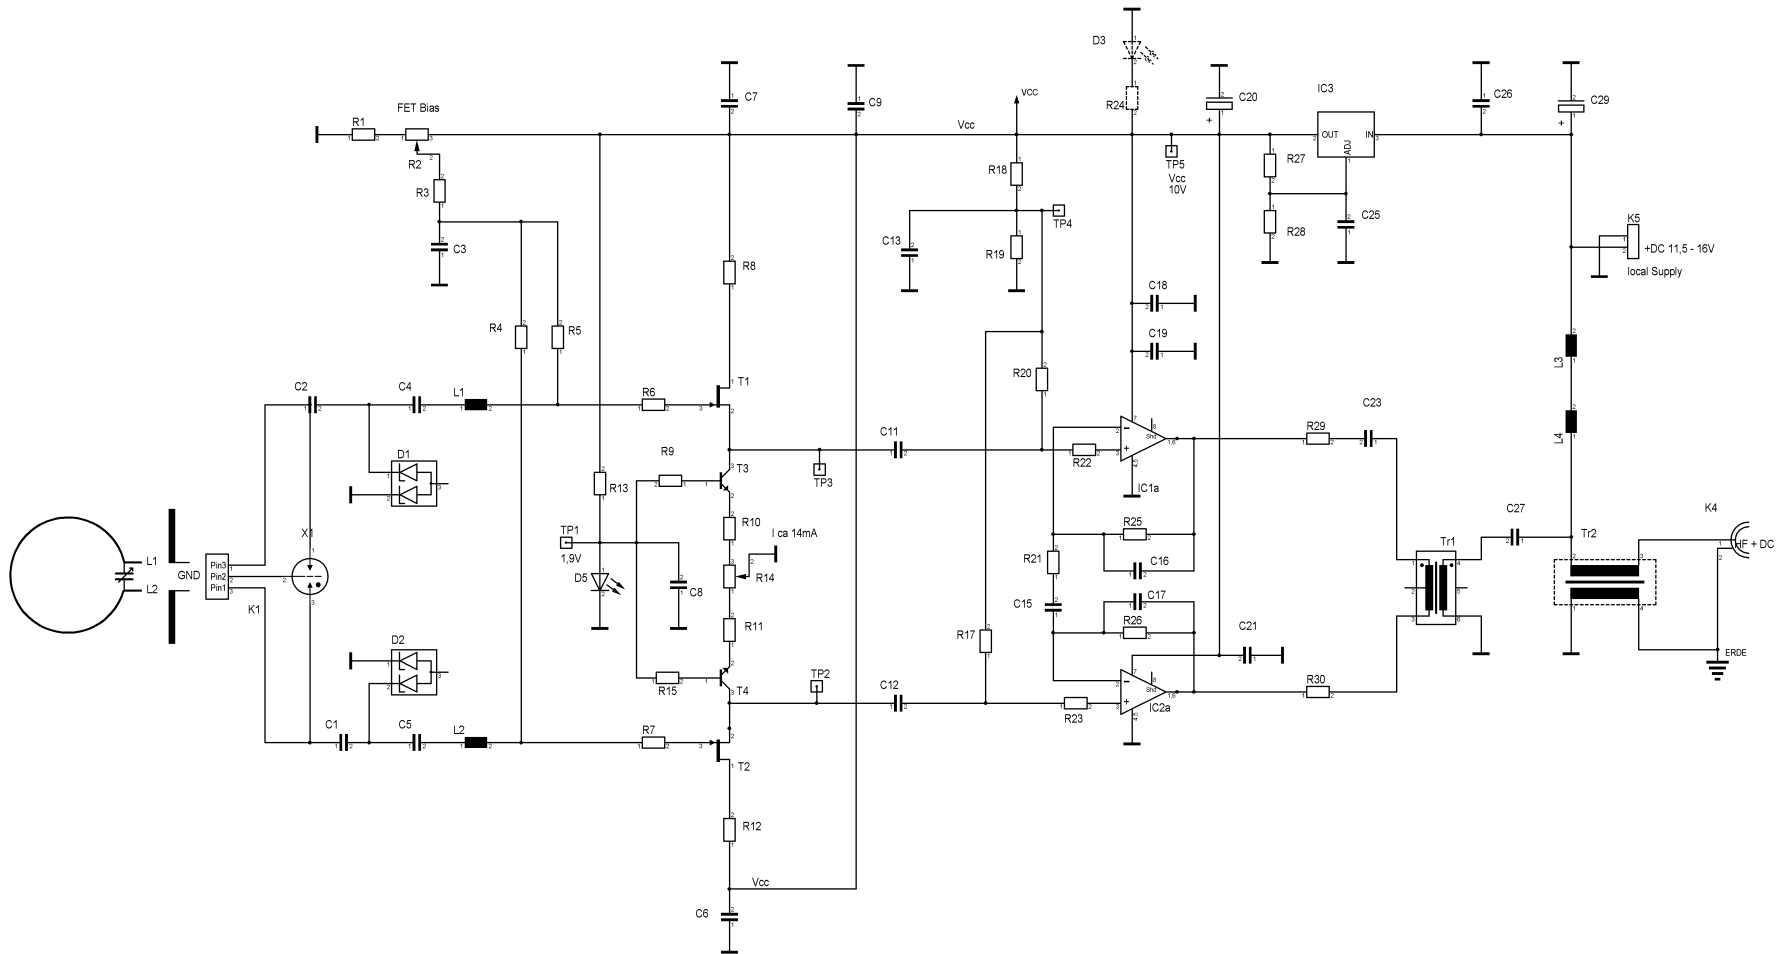 D3
R24
VCC
C7
C9
C20
IC3
C26
C29
FET Bias
R1
R2
R3
C3
Vcc
OUT
IN
ADJ
TP5
Vcc
10V
R27
R28
C25
R18
R19
C13
TP4
K5
+DC 11,5 - 16V
local Supply
R8
R4
R5
C18
C19
L3
L4
R20
C2
C4
L1
R6
T1
D1
R9
T3
R13
TP3
C11
R22
IC1a
Shd
R29
C23
TP1
1,9V
R10
I ca 14mA
R14
D5
C8
R11
R25
C16
R21
C15
C17
R26
X1
L1
L2
GND
Pin3
Pin2
Pin1
K1
C27
Tr1
Tr2
K4
HF + DC
ERDE
D2
R15
T4
TP2
C12
R17
R23
IC2a
Shd
C21
R30
C1
C5
L2
R7
T2
R12
Vcc
C6